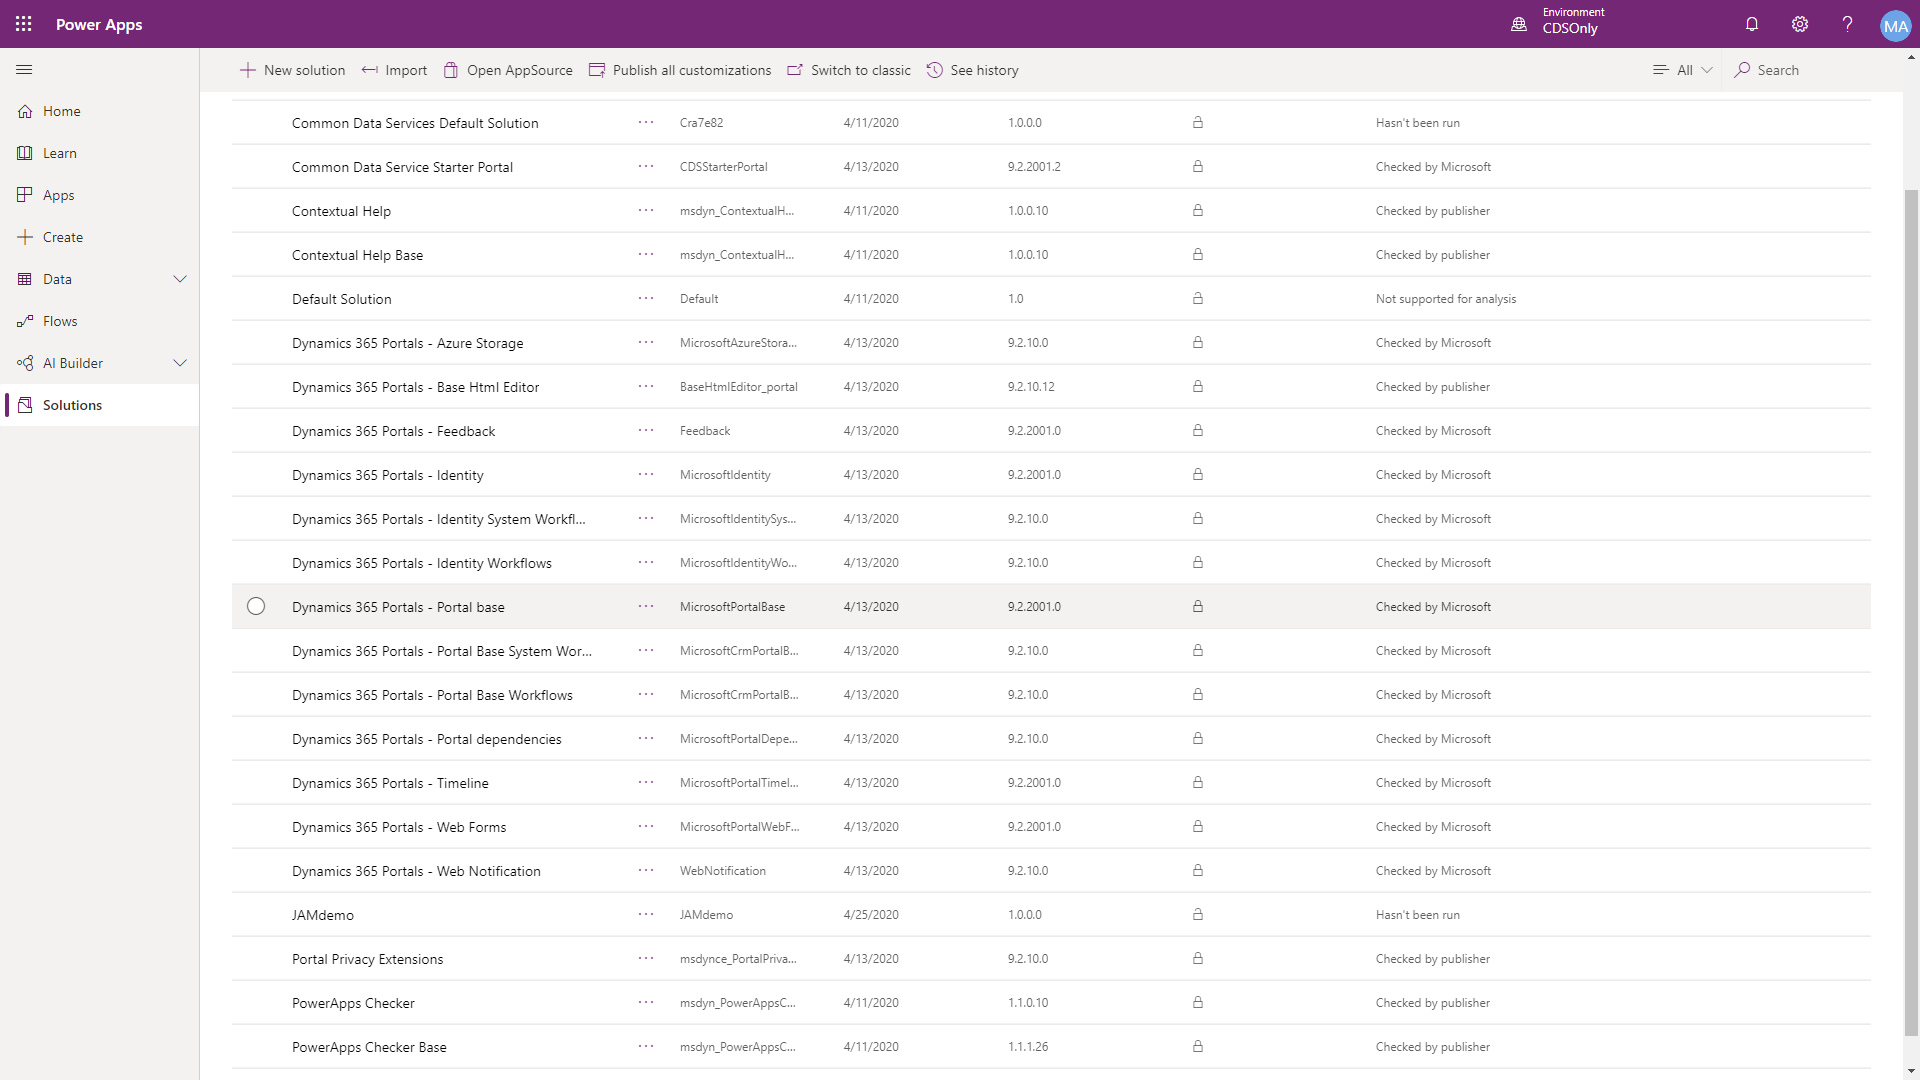 Power Apps
Environment
CDSOnly
MA
New solution
Import
Open AppSource
Publish all customizations
Switch to classic
See history
All
Search
Home
Learn
Apps
Create
Data
Flows
AI Builder
Solutions
Common Data Services Default Solution ··· Cra7e82 4/11/2020 1.0.0.0 Hasn't been run
Common Data Service Starter Portal ··· CDSStarterPortal 4/13/2020 9.2.2001.2 Checked by Microsoft
Contextual Help ··· msdyn_ContextualH... 4/11/2020 1.0.0.10 Checked by publisher
Contextual Help Base ··· msdyn_ContextualH... 4/11/2020 1.0.0.10 Checked by publisher
Default Solution ··· Default 4/11/2020 1.0 Not supported for analysis
Dynamics 365 Portals - Azure Storage ··· MicrosoftAzureStora... 4/13/2020 9.2.10.0 Checked by Microsoft
Dynamics 365 Portals - Base Html Editor ··· BaseHtmlEditor_portal 4/13/2020 9.2.10.12 Checked by publisher
Dynamics 365 Portals - Feedback ··· Feedback 4/13/2020 9.2.2001.0 Checked by Microsoft
Dynamics 365 Portals - Identity ··· MicrosoftIdentity 4/13/2020 9.2.2001.0 Checked by Microsoft
Dynamics 365 Portals - Identity System Workfl... ··· MicrosoftIdentitySys... 4/13/2020 9.2.10.0 Checked by Microsoft
Dynamics 365 Portals - Identity Workflows ··· MicrosoftIdentityWo... 4/13/2020 9.2.10.0 Checked by Microsoft
Dynamics 365 Portals - Portal base ··· MicrosoftPortalBase 4/13/2020 9.2.2001.0 Checked by Microsoft
Dynamics 365 Portals - Portal Base System Wor... ··· MicrosoftCrmPortalB... 4/13/2020 9.2.10.0 Checked by Microsoft
Dynamics 365 Portals - Portal Base Workflows ··· MicrosoftCrmPortalB... 4/13/2020 9.2.10.0 Checked by Microsoft
Dynamics 365 Portals - Portal dependencies ··· MicrosoftPortalDepe... 4/13/2020 9.2.10.0 Checked by Microsoft
Dynamics 365 Portals - Timeline ··· MicrosoftPortalTimel... 4/13/2020 9.2.2001.0 Checked by Microsoft
Dynamics 365 Portals - Web Forms ··· MicrosoftPortalWebF... 4/13/2020 9.2.2001.0 Checked by Microsoft
Dynamics 365 Portals - Web Notification ··· WebNotification 4/13/2020 9.2.10.0 Checked by Microsoft
JAMdemo ··· JAMdemo 4/25/2020 1.0.0.0 Hasn't been run
Portal Privacy Extensions ··· msdynce_PortalPriva... 4/13/2020 9.2.10.0 Checked by publisher
PowerApps Checker ··· msdyn_PowerAppsC... 4/11/2020 1.1.0.10 Checked by publisher
PowerApps Checker Base ··· msdyn_PowerAppsC... 4/11/2020 1.1.1.26 Checked by publisher